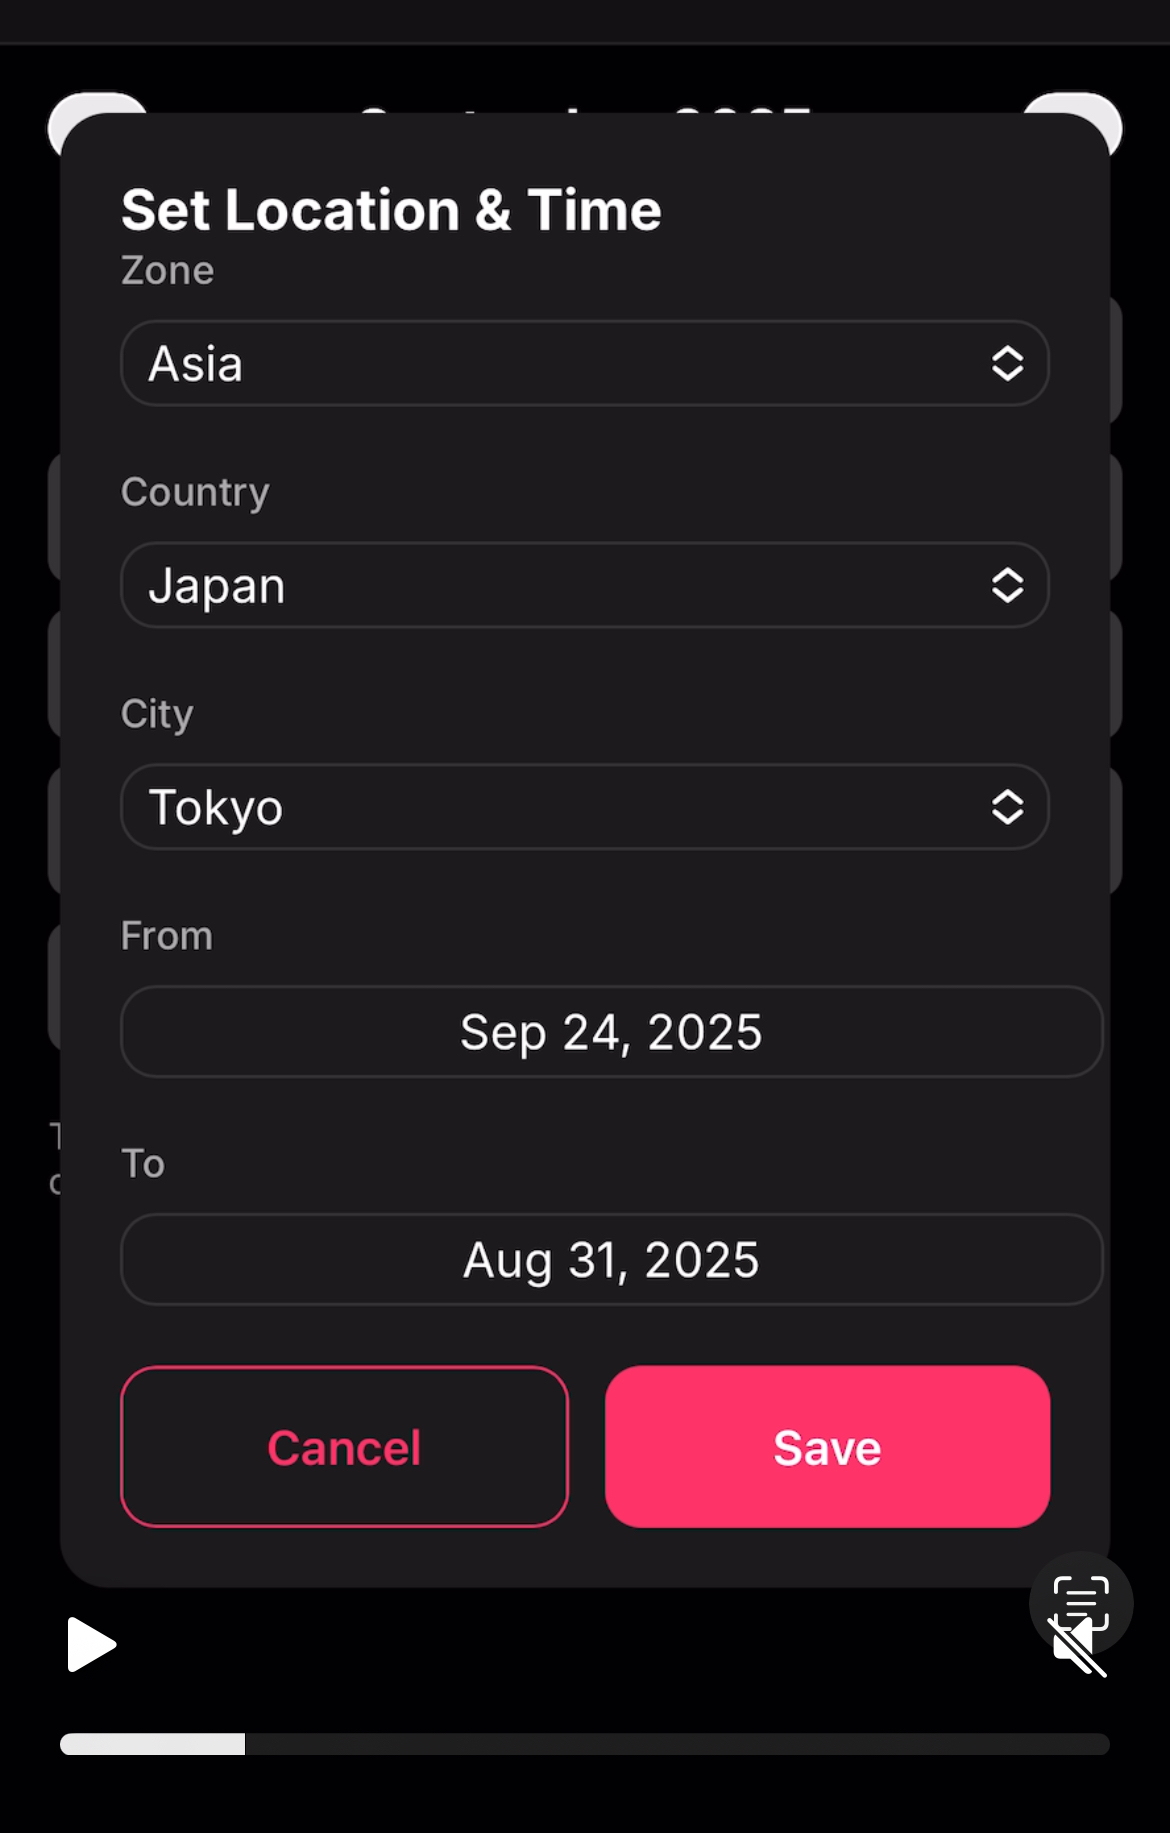 Set Location & Time
Zone
Asia
Country
Japan
City
Tokyo
From
Sep 24, 2025
To
Aug 31, 2025
Cancel
Save